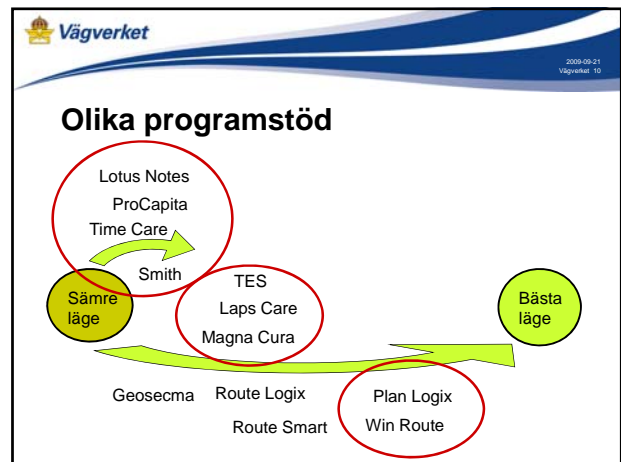 Vägverket
2009-09-21
Vägverket 10
Olika programstöd
Lotus Notes
ProCapita
Time Care
Smith
Sämre
läge
TES
Laps Care
Magna Cura
Bästa
läge
Geosecma
Route Logix
Route Smart
Plan Logix
Win Route